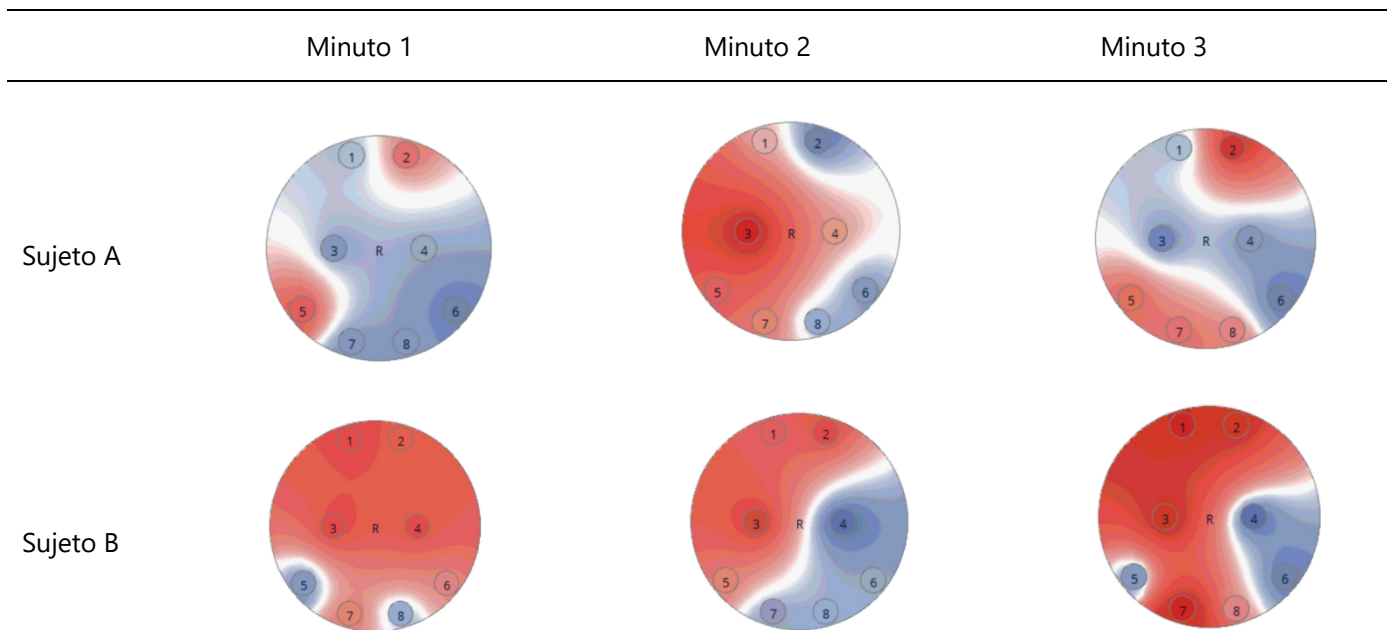 Minuto 1 Minuto 2 Minuto 3
1 2 1 2 1 2
3 R 4 3 R 4 3 R 4
Sujeto A
5 6 5 6 5 6
7 8 7 8 7 8
1 2 1 2 1 2
3 R 4 3 R 4 3 R 4
Sujeto B
5 6 5 6 5 6
7 8 7 8 7 8